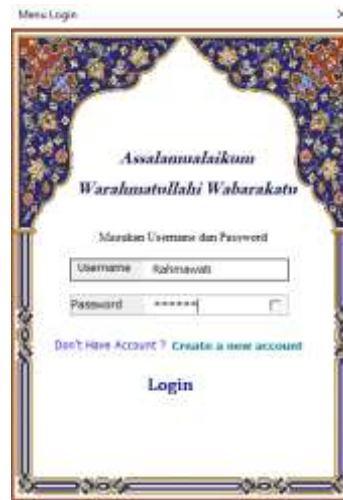 Menu Login
Assalamualaikum
Warahmatullahi Wabarakatu
Masukan Username dan Password
Username Rahmawati
Password ******
Don't Have Account ? Create a new account
Login